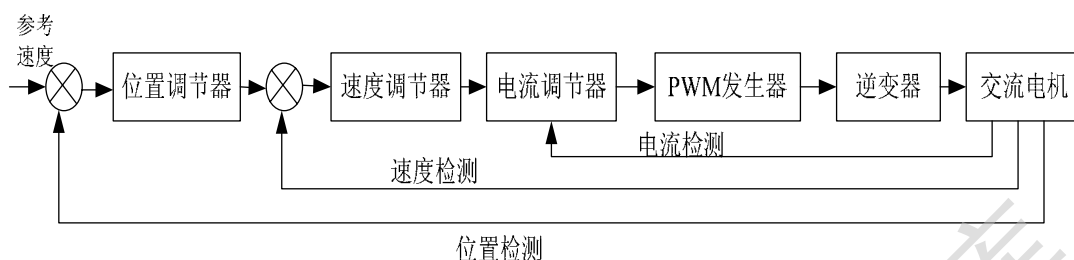 参考
速度
位置调节器
速度调节器
电流调节器
PWM发生器
逆变器
交流电机
电流检测
速度检测
位置检测